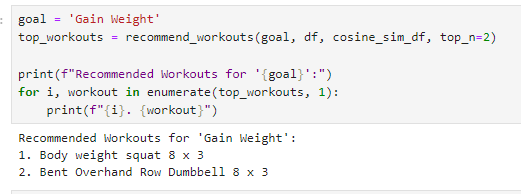 goal = 'Gain Weight'
top_workouts = recommend_workouts(goal, df, cosine_sim_df, top_n=2)
print(f"Recommended Workouts for '{goal}':")
for i, workout in enumerate(top_workouts, 1):
    print(f"{i}. {workout}")
Recommended Workouts for 'Gain Weight':
1. Body weight squat 8 x 3
2. Bent Overhand Row Dumbbell 8 x 3